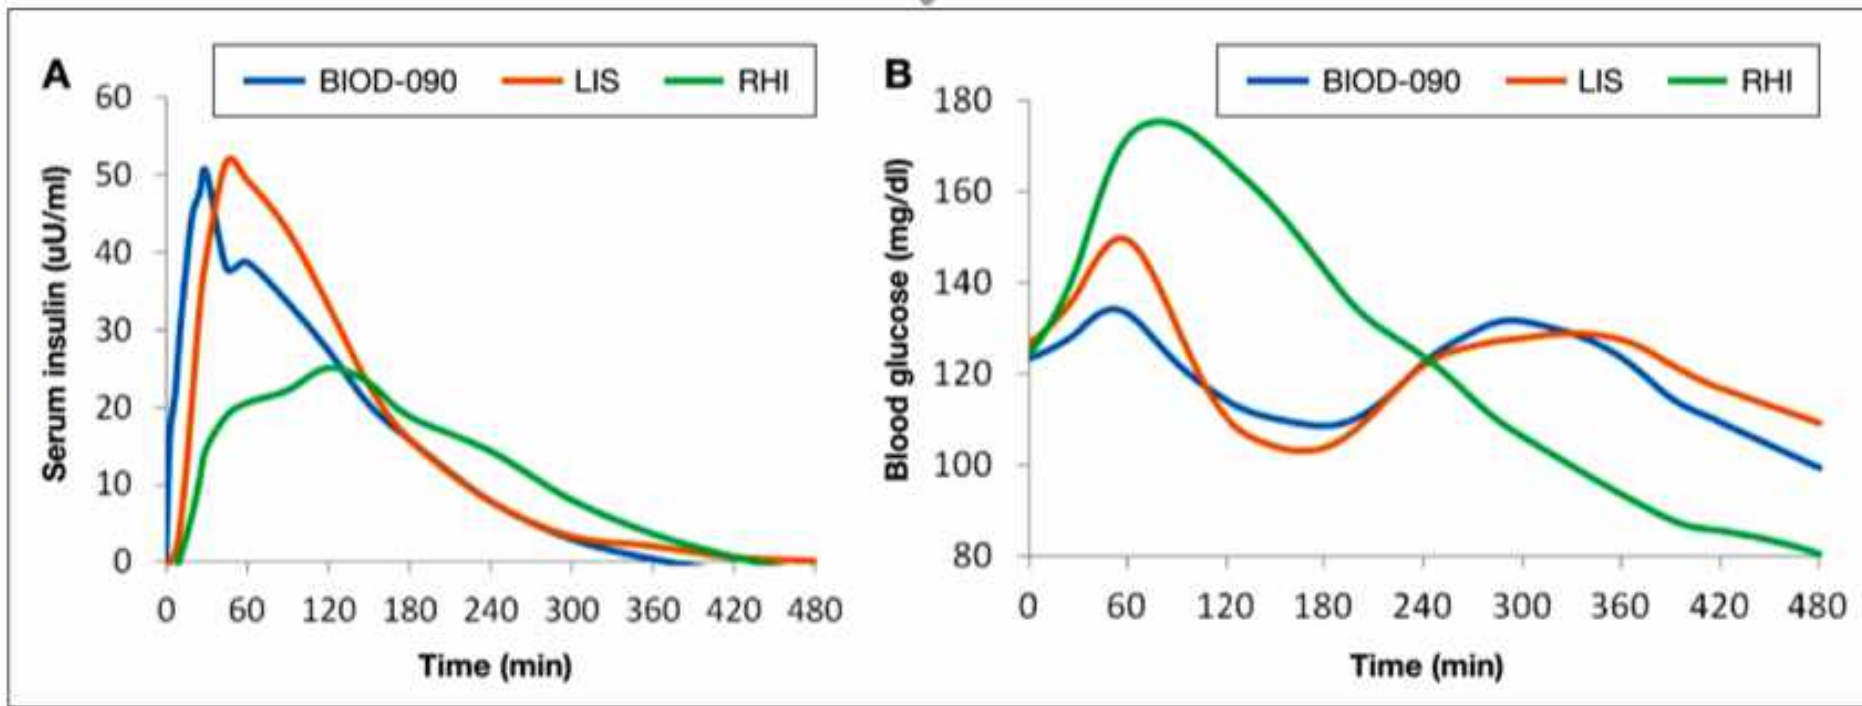 A
BIOD-090 LIS RHI
Serum insulin (uU/ml)
60
50
40
30
20
10
0
0 60 120 180 240 300 360 420 480
Time (min)
B
BIOD-090 LIS RHI
Blood glucose (mg/dl)
180
160
140
120
100
80
0 60 120 180 240 300 360 420 480
Time (min)